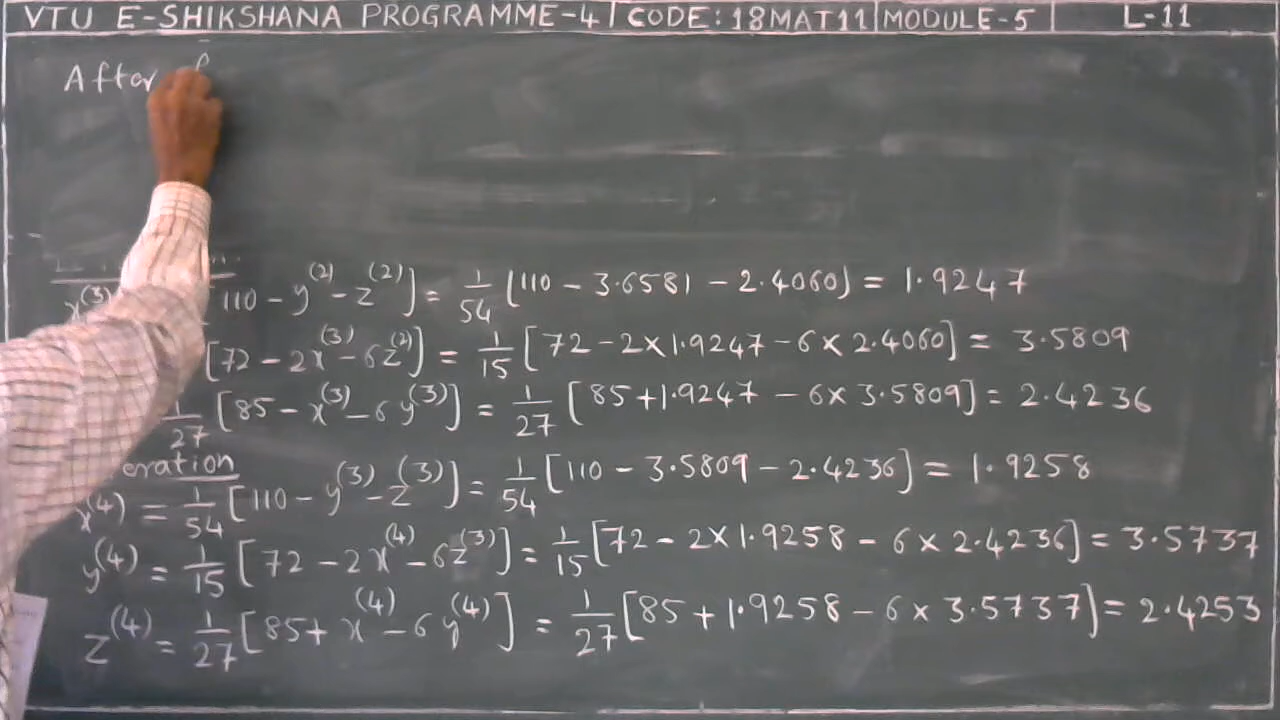 VTU E-SHIKSHANA PROGRAMME-4 | CODE: 18MAT11 | MODULE-5 | L-11
After
x^(3) 110 - y^(2) - z^(2)] = 1/54 [110 - 3.6581 - 2.4060] = 1.9247
[72 - 2x^(3) - 6z^(2)] = 1/15 [72 - 2×1.9247 - 6×2.4060] = 3.5809
1/27 [85 - x^(3) - 6y^(3)] = 1/27 [85 + 1.9247 - 6×3.5809] = 2.4236
eration
x^(4) = 1/54 [110 - y^(3) - z^(3)] = 1/54 [110 - 3.5809 - 2.4236] = 1.9258
y^(4) = 1/15 [72 - 2x^(4) - 6z^(3)] = 1/15 [72 - 2×1.9258 - 6×2.4236] = 3.5737
z^(4) = 1/27 [85 + x^(4) - 6y^(4)] = 1/27 [85 + 1.9258 - 6×3.5737] = 2.4253